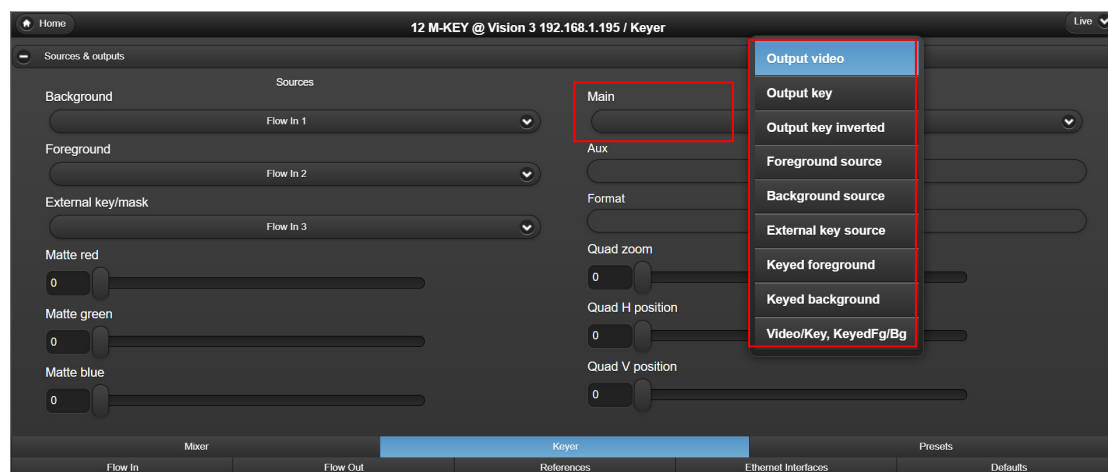 Home
12 M-KEY @ Vision 3 192.168.1.195 / Keyer
Live
Sources & outputs
Sources
Background
Flow In 1
Foreground
Flow In 2
External key/mask
Flow In 3
Matte red
0
Matte green
0
Matte blue
0
Main
Aux
Format
Quad zoom
0
Quad H position
0
Quad V position
0
Output video
Output key
Output key inverted
Foreground source
Background source
External key source
Keyed foreground
Keyed background
Video/Key, KeyedFg/Bg
Mixer
Keyer
Presets
Flow In
Flow Out
References
Ethernet Interfaces
Defaults